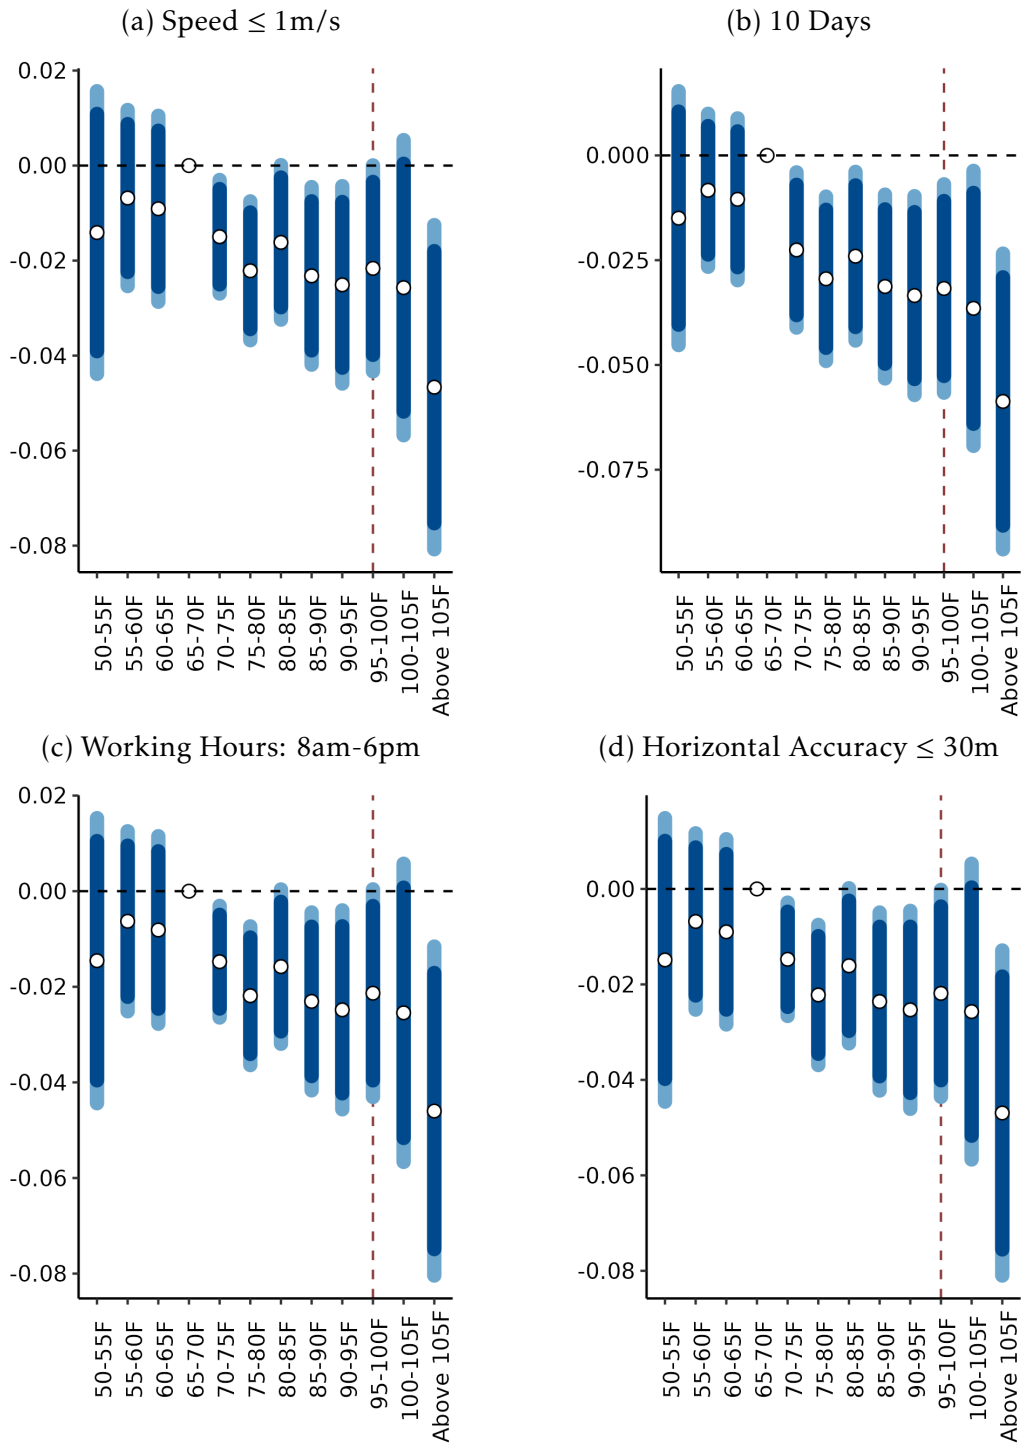 (a) Speed ≤ 1m/s
0.02
0.00
-0.02
-0.04
-0.06
-0.08
50-55F
55-60F
60-65F
65-70F
70-75F
75-80F
80-85F
85-90F
90-95F
95-100F
100-105F
Above 105F
(b) 10 Days
0.000
-0.025
-0.050
-0.075
50-55F
55-60F
60-65F
65-70F
70-75F
75-80F
80-85F
85-90F
90-95F
95-100F
100-105F
Above 105F
(c) Working Hours: 8am-6pm
0.02
0.00
-0.02
-0.04
-0.06
-0.08
50-55F
55-60F
60-65F
65-70F
70-75F
75-80F
80-85F
85-90F
90-95F
95-100F
100-105F
Above 105F
(d) Horizontal Accuracy ≤ 30m
0.00
-0.02
-0.04
-0.06
-0.08
50-55F
55-60F
60-65F
65-70F
70-75F
75-80F
80-85F
85-90F
90-95F
95-100F
100-105F
Above 105F